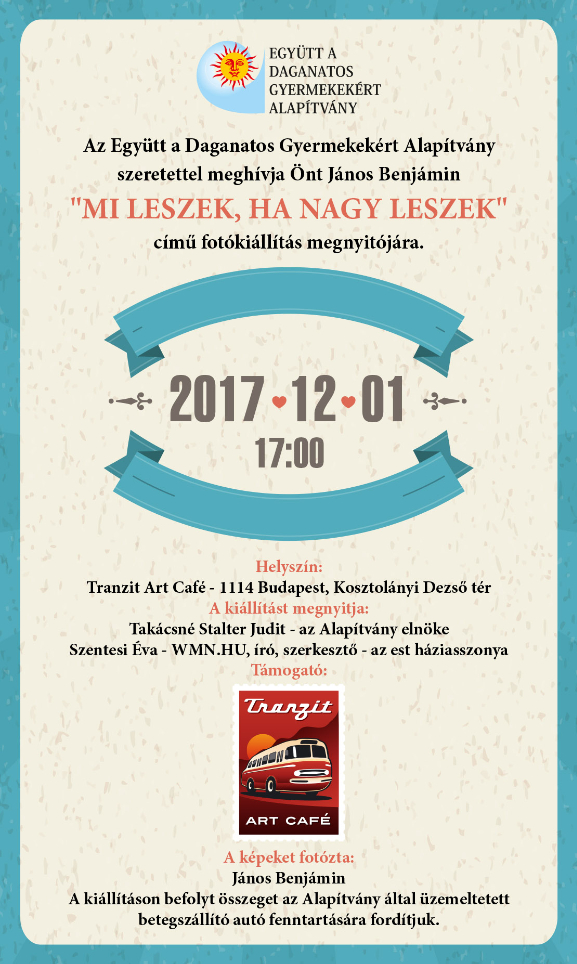 EGYÜTT A
DAGANATOS
GYERMEKEKÉRT
ALAPÍTVÁNY
Az Együtt a Daganatos Gyermekekért Alapítvány
szeretettel meghívja Önt János Benjámin
"MI LESZEK, HA NAGY LESZEK"
című fotókiállítás megnyitójára.
2017 12 01
17:00
Helyszín:
Tranzit Art Café - 1114 Budapest, Kosztolányi Dezső tér
A kiállítást megnyitja:
Takácsné Stalter Judit - az Alapítvány elnöke
Szentesi Éva - WMN.HU, író, szerkesztő - az est háziasszonya
Támogató:
Tranzit
ART CAFÉ
A képeket fotózta:
János Benjámin
A kiállításon befolyt összeget az Alapítvány által üzemeltetett
betegszállító autó fenntartására fordítjuk.